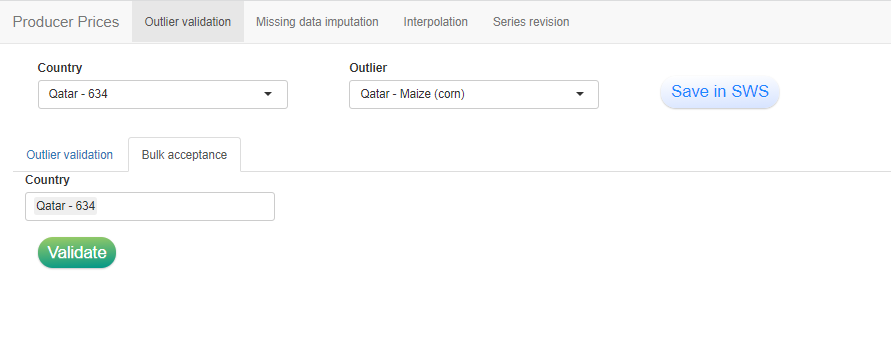 Producer Prices Outlier validation Missing data imputation Interpolation Series revision
Country Outlier
Qatar - 634 Qatar - Maize (corn) Save in SWS
Outlier validation Bulk acceptance
Country
Qatar - 634
Validate